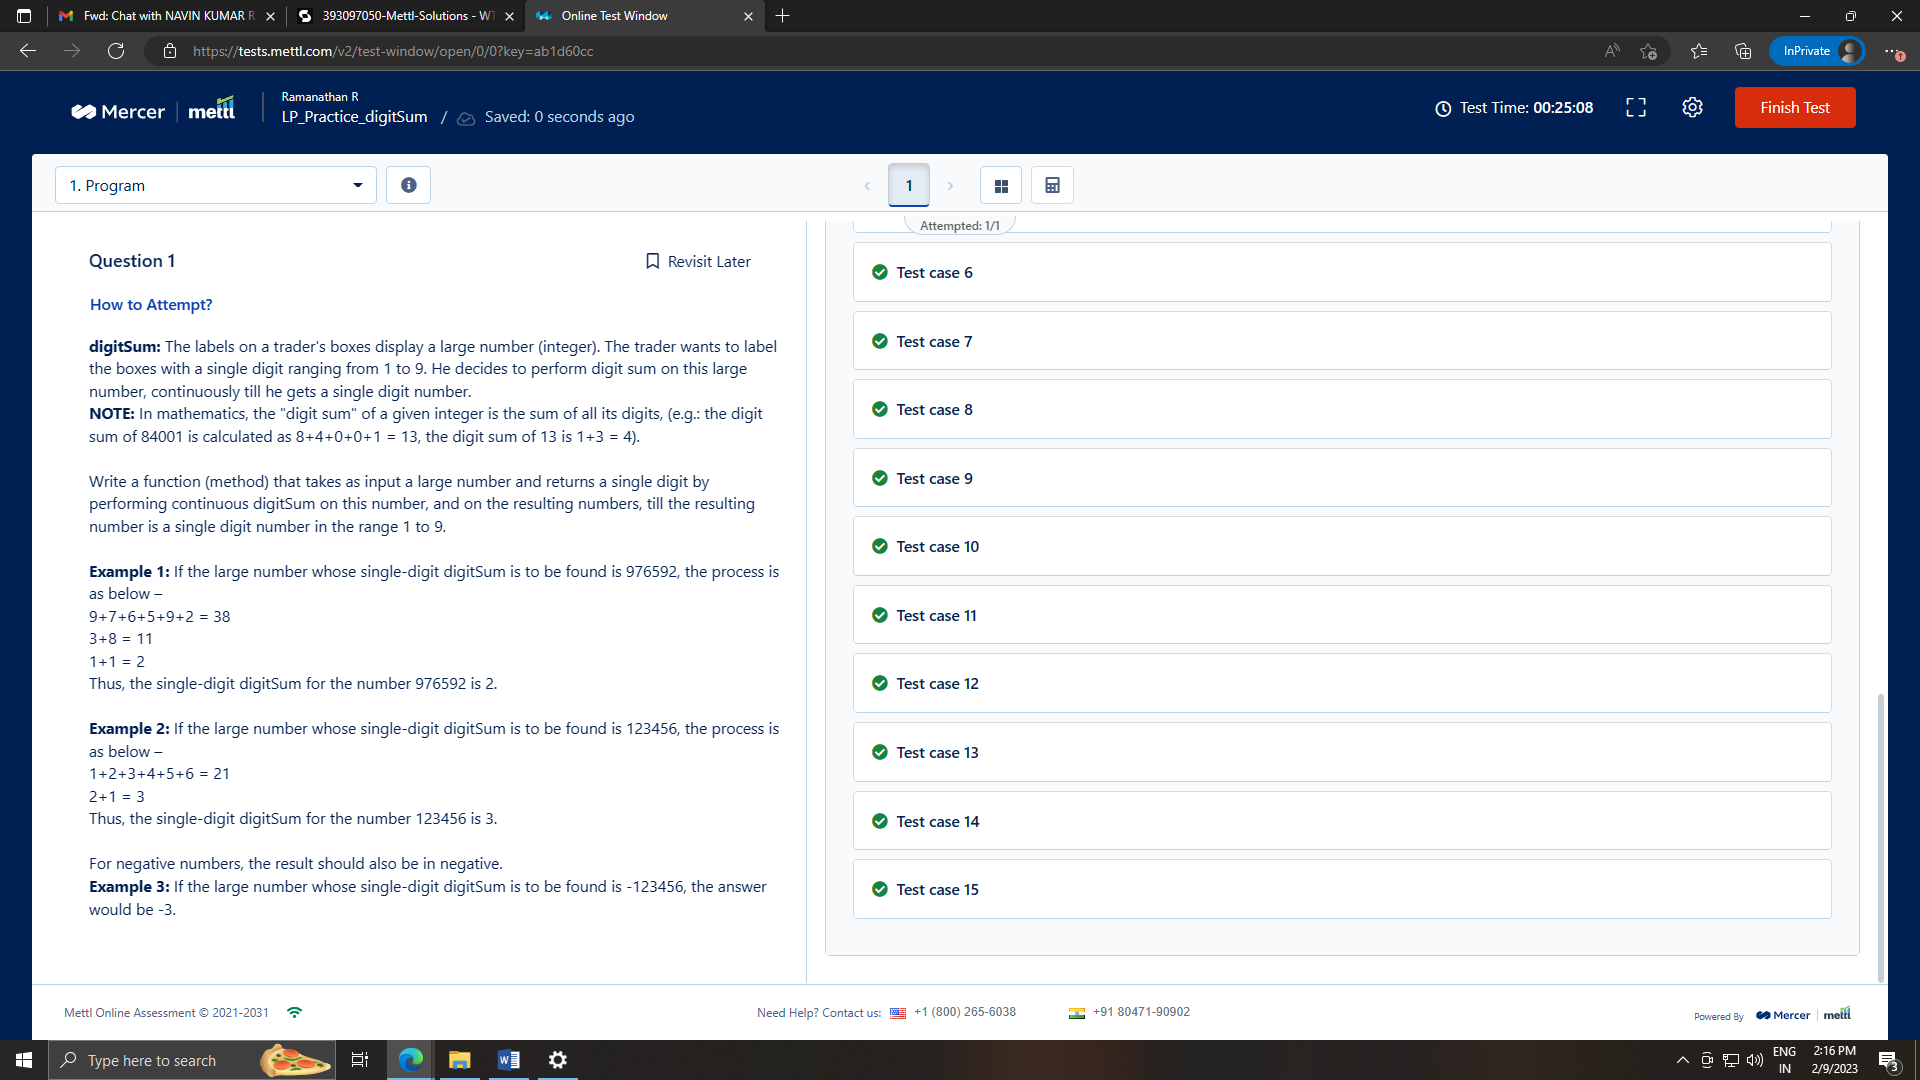 Fwd: Chat with NAVIN KUMAR R
393097050-Mettl-Solutions - WT
Online Test Window
https://tests.mettl.com/v2/test-window/open/0/0?key=ab1d60cc
InPrivate
Mercer | mettl
Ramanathan R
LP_Practice_digitSum / Saved: 0 seconds ago
Test Time: 00:25:08
Finish Test
1. Program
1
Attempted: 1/1
Question 1
Revisit Later
How to Attempt?
digitSum: The labels on a trader's boxes display a large number (integer). The trader wants to label
the boxes with a single digit ranging from 1 to 9. He decides to perform digit sum on this large
number, continuously till he gets a single digit number.
NOTE: In mathematics, the "digit sum" of a given integer is the sum of all its digits, (e.g.: the digit
sum of 84001 is calculated as 8+4+0+0+1 = 13, the digit sum of 13 is 1+3 = 4).
Write a function (method) that takes as input a large number and returns a single digit by
performing continuous digitSum on this number, and on the resulting numbers, till the resulting
number is a single digit number in the range 1 to 9.
Example 1: If the large number whose single-digit digitSum is to be found is 976592, the process is
as below –
9+7+6+5+9+2 = 38
3+8 = 11
1+1 = 2
Thus, the single-digit digitSum for the number 976592 is 2.
Example 2: If the large number whose single-digit digitSum is to be found is 123456, the process is
as below –
1+2+3+4+5+6 = 21
2+1 = 3
Thus, the single-digit digitSum for the number 123456 is 3.
For negative numbers, the result should also be in negative.
Example 3: If the large number whose single-digit digitSum is to be found is -123456, the answer
would be -3.
Test case 6
Test case 7
Test case 8
Test case 9
Test case 10
Test case 11
Test case 12
Test case 13
Test case 14
Test case 15
Mettl Online Assessment © 2021-2031
Need Help? Contact us: +1 (800) 265-6038
+91 80471-90902
Powered By Mercer | mettl
Type here to search
ENG
IN
2:16 PM
2/9/2023
3